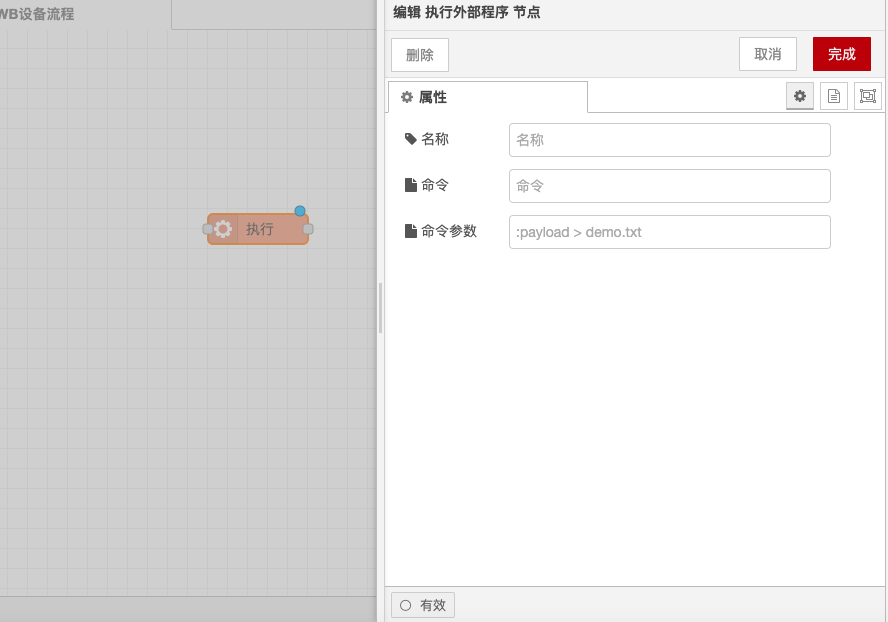 WB设备流程
编辑 执行外部程序 节点
删除
取消
完成
属性
名称
名称
命令
命令
命令参数
:payload > demo.txt
执行
有效